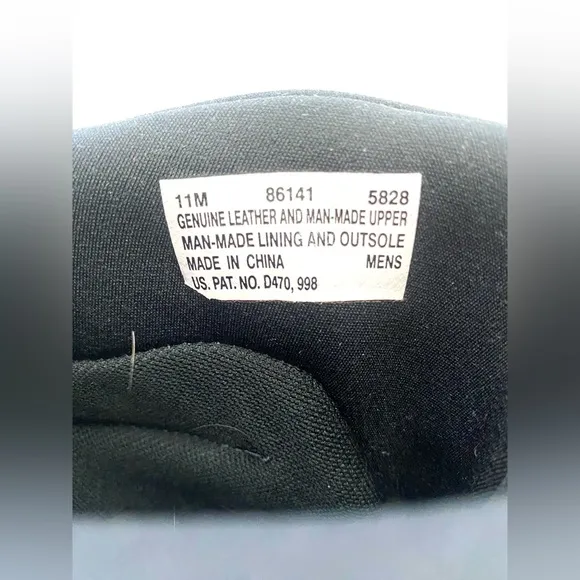 11M 86141 5828
GENUINE LEATHER AND MAN-MADE UPPER
MAN-MADE LINING AND OUTSOLE
MADE IN CHINA MENS
US. PAT. NO. D470, 998